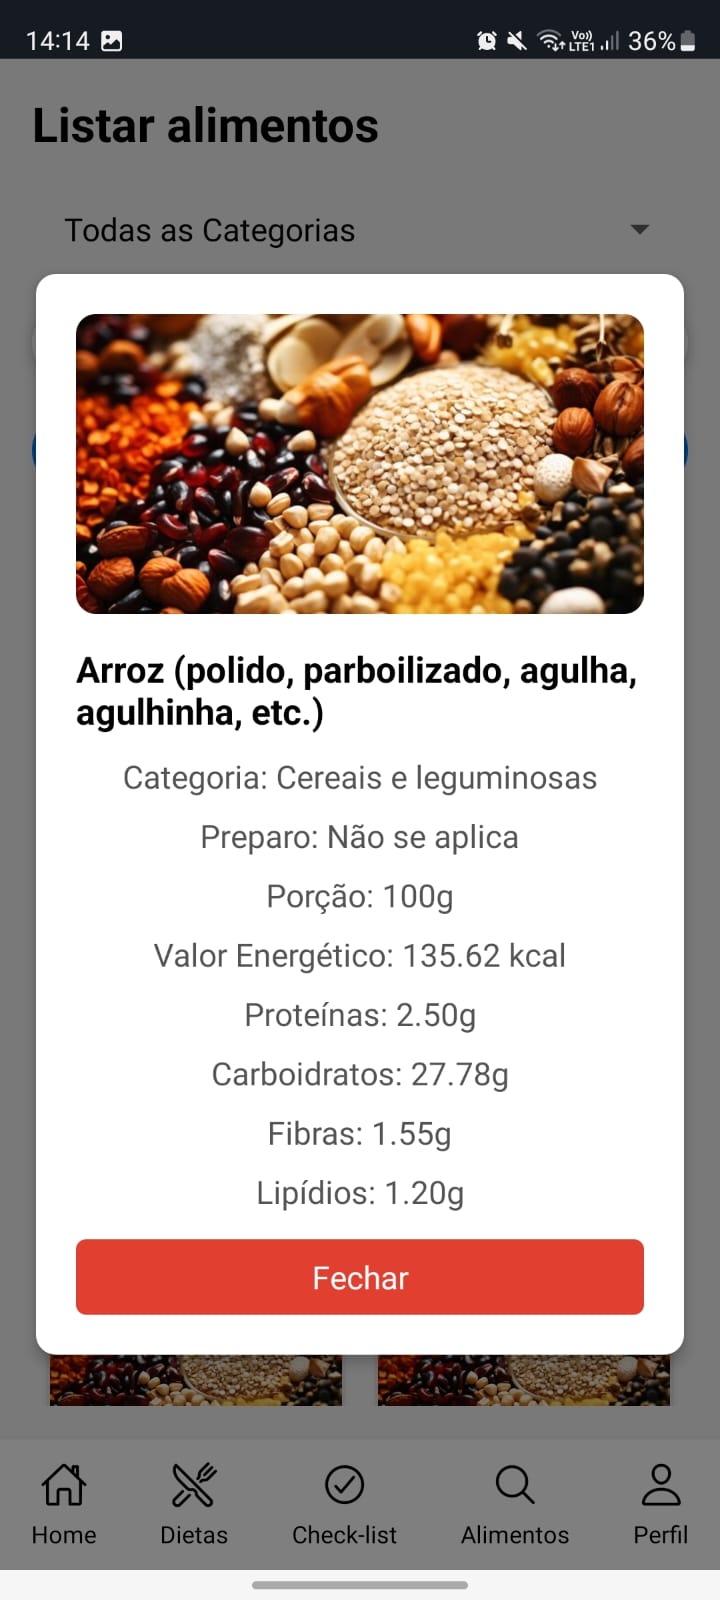 14:14
Vo))
LTE1
36%
Listar alimentos
Todas as Categorias
Arroz (polido, parboilizado, agulha,
agulhinha, etc.)
Categoria: Cereais e leguminosas
Preparo: Não se aplica
Porção: 100g
Valor Energético: 135.62 kcal
Proteínas: 2.50g
Carboidratos: 27.78g
Fibras: 1.55g
Lipídios: 1.20g
Fechar
Home Dietas Check-list Alimentos Perfil